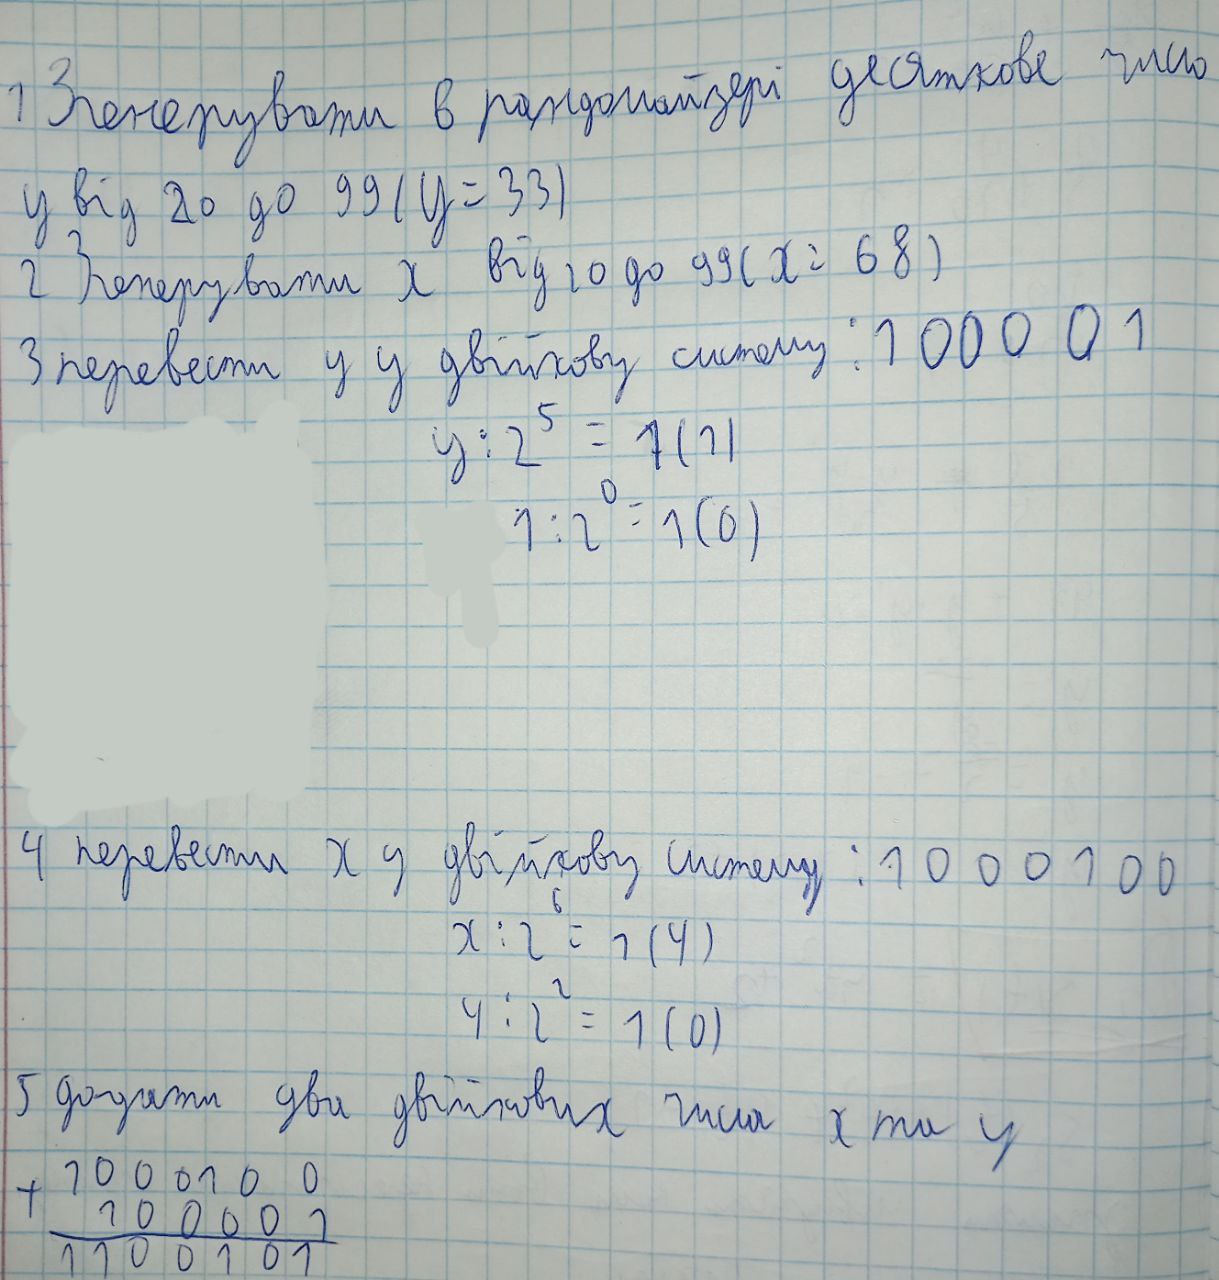 1 Згенерувати в рандомайзері десяткове число
у від 20 до 99 (y=33)
2 Згенерувати x від 20 до 99 (x=68)
3 перевести y у двійкову систему: 100001
y:2⁵ = 1(1)
1:2⁰ = 1(0)
4 перевести x у двійкову систему: 1000100
x:2⁶ = 1(4)
4:2² = 1(0)
5 додати два двійкових числа x та y
+ 1000100
100001
1100101